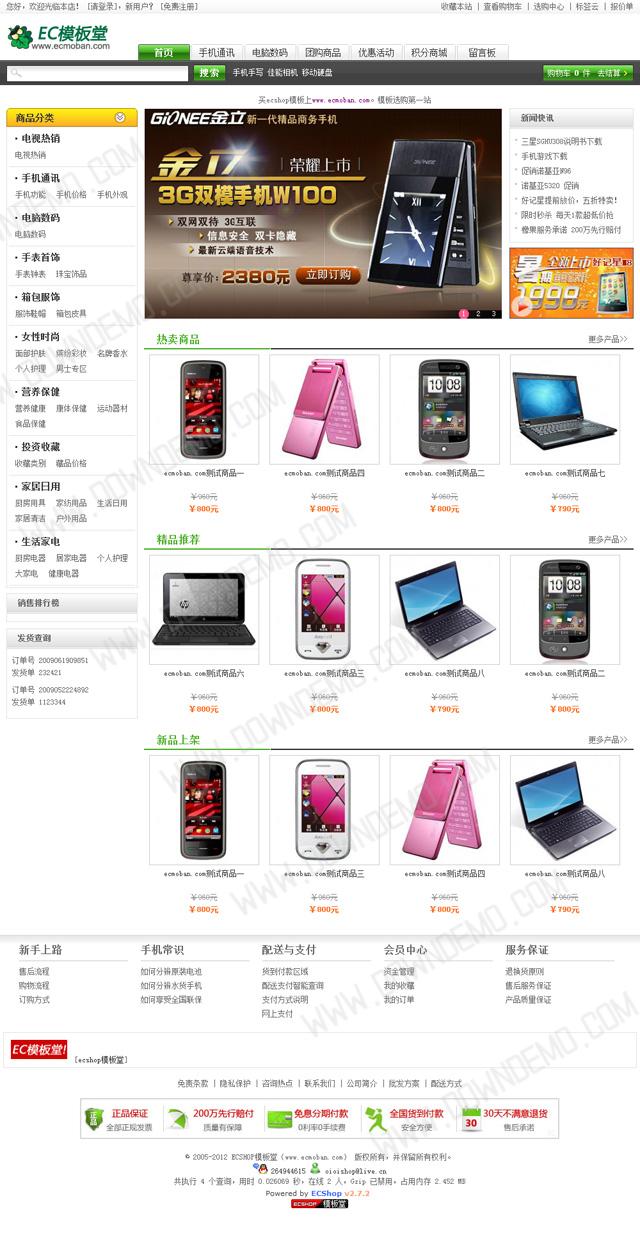 您好，欢迎光临本店！ [请登录]，新用户？ [免费注册]
收藏本站 | 查看购物车 | 选购中心 | 标签云 | 报价单
EC模板堂
www.ecmoban.com
首页 手机通讯 电脑数码 团购商品 优惠活动 积分商城 留言板
搜索 手机手写 佳能相机 移动硬盘
购物车 0 件 去结算 >
买ecshop模板上www.ecmoban.com。模板选购第一站
商品分类
· 电视热销
电视热销
· 手机通讯
手机功能 手机价格 手机外观
· 电脑数码
电脑数码
· 手表首饰
手表钟表 珠宝饰品
· 箱包服饰
服饰鞋帽 箱包皮具
· 女性时尚
面部护肤 缤纷彩妆 名牌香水
个人护理 男士专区
· 营养保健
营养健康 康体保健 运动器材
食品保健
· 投资收藏
收藏类别 藏品价格
· 家居日用
厨房用具 家纺用品 生活日用
家居清洁 户外用品
· 生活家电
厨房电器 居家电器 个人护理
大家电 健康电器
销售排行榜
发货查询
订单号 2009061909851
发货单 232421
订单号 2009052224892
发货单 1123344
GIONEE金立 新一代精品商务手机
金立
荣耀上市
3G双模手机W100
双网双待 3G互联
信息安全 双卡隐藏
最新云端语音技术
尊享价：2380元 立即订购
1 2 3
新闻快讯
三星SGHU308说明书下载
手机游戏下载
促销诺基亚N96
诺基亚5320 促销
好记星提前放价，五折特卖！
限时秒杀 每天1款超低价抢
橙果服务承诺 200万先行赔付
暑期 全新上市 好记星
998元
热卖商品 更多产品>>
ecmoban.com测试商品一 ecmoban.com测试商品四 ecmoban.com测试商品二 ecmoban.com测试商品七
￥960元 ￥960元 ￥960元 ￥960元
￥800元 ￥800元 ￥800元 ￥790元
精品推荐 更多产品>>
ecmoban.com测试商品六 ecmoban.com测试商品三 ecmoban.com测试商品八 ecmoban.com测试商品二
￥960元 ￥960元 ￥960元 ￥960元
￥800元 ￥800元 ￥790元 ￥800元
新品上架 更多产品>>
ecmoban.com测试商品一 ecmoban.com测试商品三 ecmoban.com测试商品四 ecmoban.com测试商品八
￥960元 ￥960元 ￥960元 ￥960元
￥800元 ￥800元 ￥800元 ￥790元
新手上路 手机常识 配送与支付 会员中心 服务保证
售后流程 如何分辨原装电池 货到付款区域 资金管理 退换货原则
购物流程 如何分辨水货手机 配送支付智能查询 我的收藏 售后服务保证
订购方式 如何享受全国联保 支付方式说明 我的订单 产品质量保证
网上支付
EC模板堂! [ecshop模板堂]
免责条款 | 隐私保护 | 咨询热点 | 联系我们 | 公司简介 | 批发方案 | 配送方式
正品保证 200万先行赔付 免息分期付款 全国货到付款 30天不满意退货
全部正规发票 质量有保障 0利率0手续费 安全方便 30 售后承诺
© 2005-2012 ECSHOP模板堂（www.ecmoban.com） 版权所有，并保留所有权利。
264944615 oioishop@live.cn
共执行 4 个查询，用时 0.026069 秒，在线 2 人，Gzip 已禁用，占用内存 2.452 MB
Powered by ECShop v2.7.2
ECSHOP 模板堂
WWW.DOWNDEMO.COM